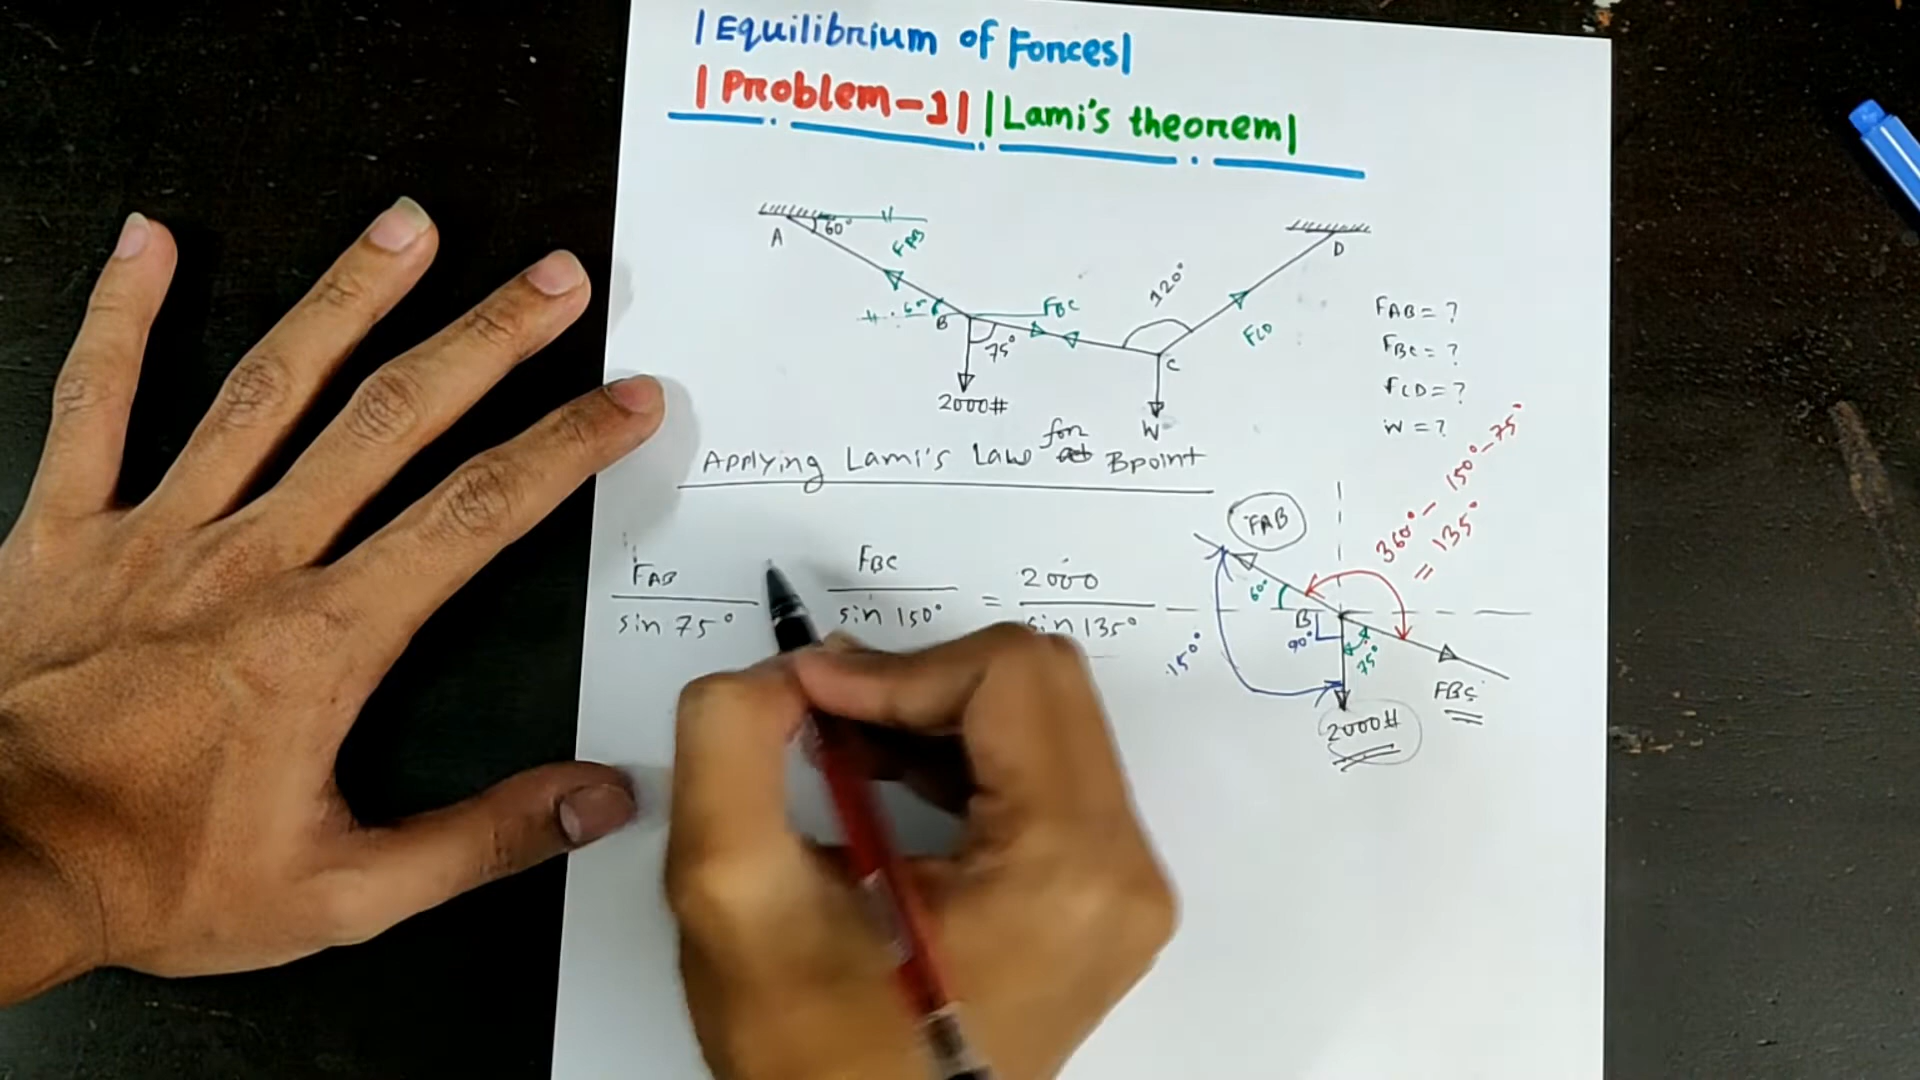 |Equilibrium of Forces|
|Problem-1| |Lami's theorem|
A
60°
FAB
B
FBC
75°
2000#
120°
C
W
FCD
D
FAB = ?
FBC = ?
FCD = ?
W = ?
Applying Lami's Law for Bpoint
FAB
sin 75°
FBC
sin 150°
=
2000
sin 135°
FAB
60°
B
90°
75°
150°
2000#
FBC
360° - 150° - 75°
= 135°